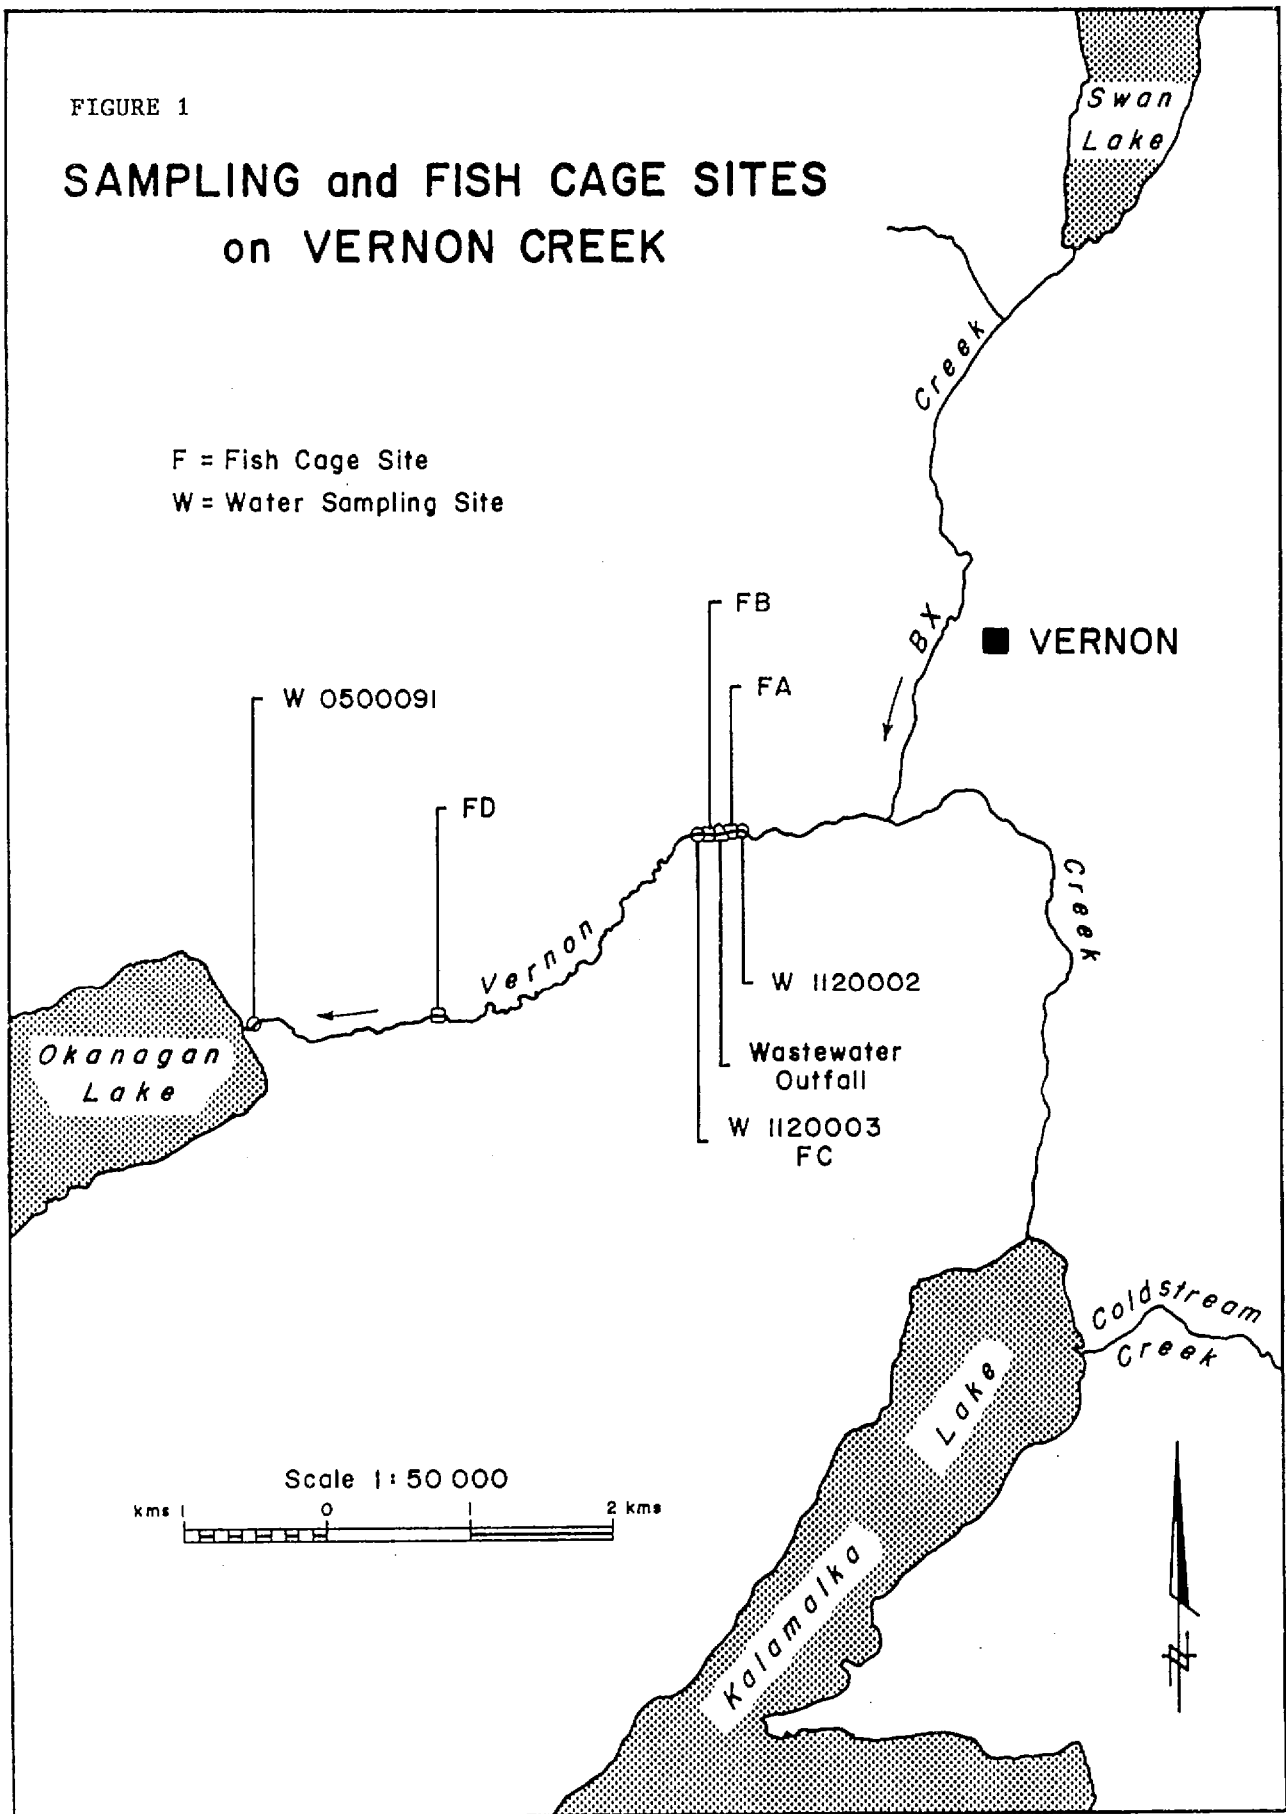 FIGURE 1
SAMPLING and FISH CAGE SITES
on VERNON CREEK
Swan
Lake
Creek
F = Fish Cage Site
W = Water Sampling Site
FB
BX
VERNON
FA
W 0500091
FD
Creek
Vernon
W 1120002
Okanagan
Lake
Wastewater
Outfall
W 1120003
FC
Coldstream
Creek
Lake
Kalamalka
Scale 1:50 000
kms 1 0 1 2 kms